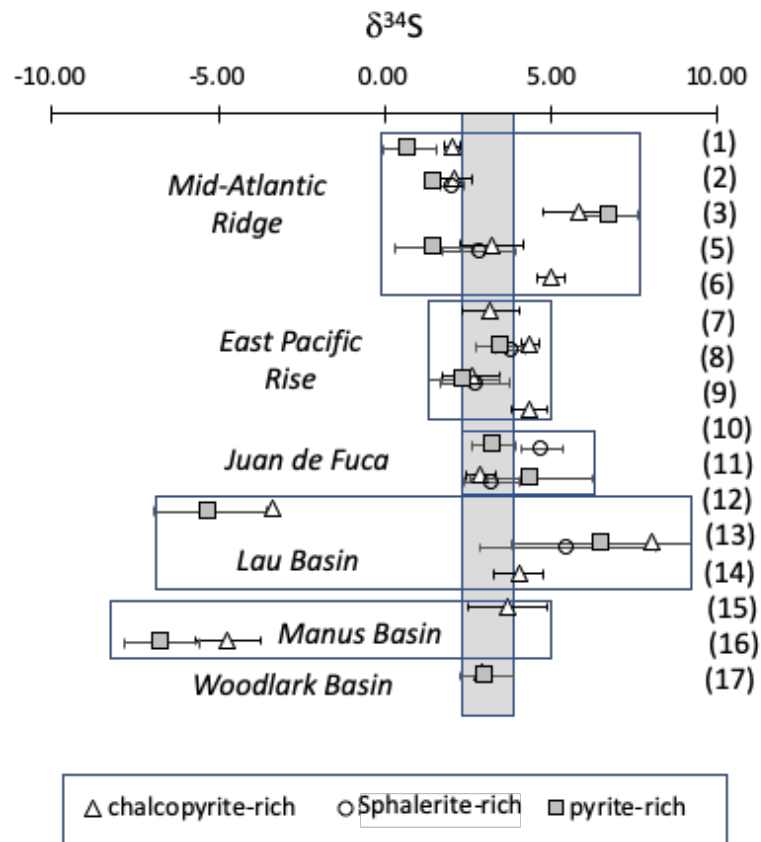 δ³⁴S
-10.00 -5.00 0.00 5.00 10.00
(1)
Mid-Atlantic
Ridge
(2)
(3)
(5)
(6)
(7)
East Pacific
Rise
(8)
(9)
(10)
Juan de Fuca
(11)
(12)
(13)
Lau Basin
(14)
(15)
Manus Basin
(16)
Woodlark Basin
(17)
chalcopyrite-rich Sphalerite-rich pyrite-rich